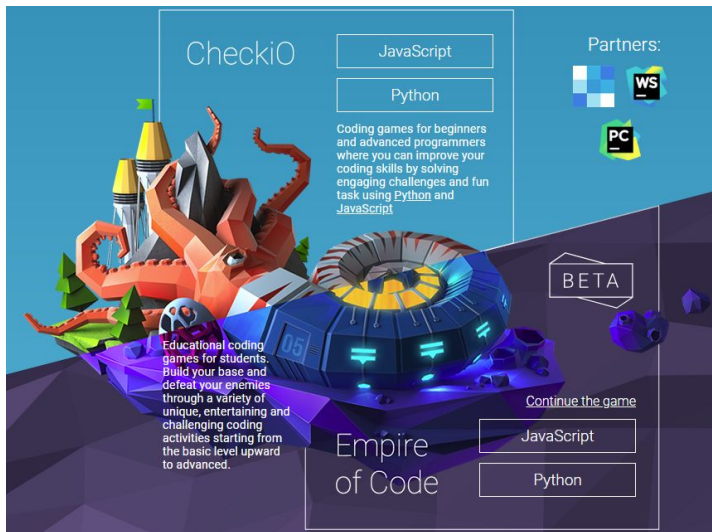 CheckiO
JavaScript
Python
Coding games for beginners
and advanced programmers
where you can improve your
coding skills by solving
engaging challenges and fun
task using Python and
JavaScript
Partners:
WS
PC
BETA
05
Educational coding
games for students.
Build your base and
defeat your enemies
through a variety of
unique, entertaining and
challenging coding
activities starting from
the basic level upward
to advanced.
Continue the game
Empire
of Code
JavaScript
Python